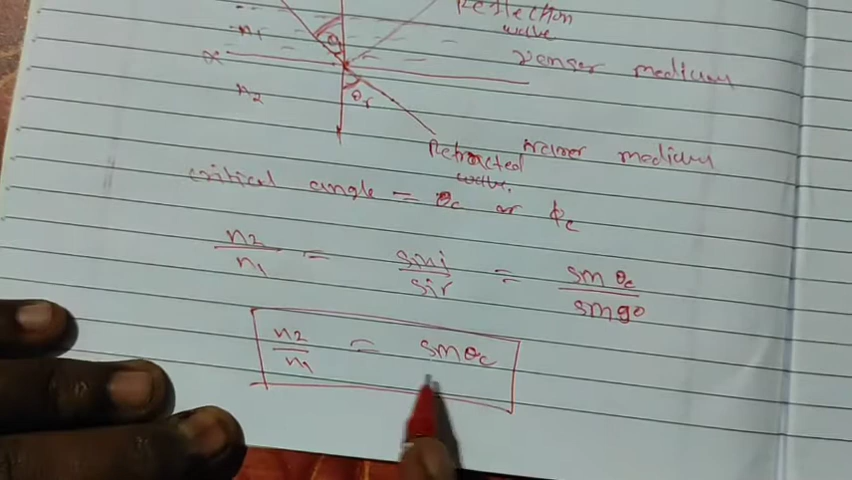 Reflection
wave
n1
θi
Denser medium
n2
θr
rarer medium
Refracted
wave.
critical angle = θc or ϕc
n2/n1 = sin i/sin r = sin θc/sin 90
n2/n1 = sin θc